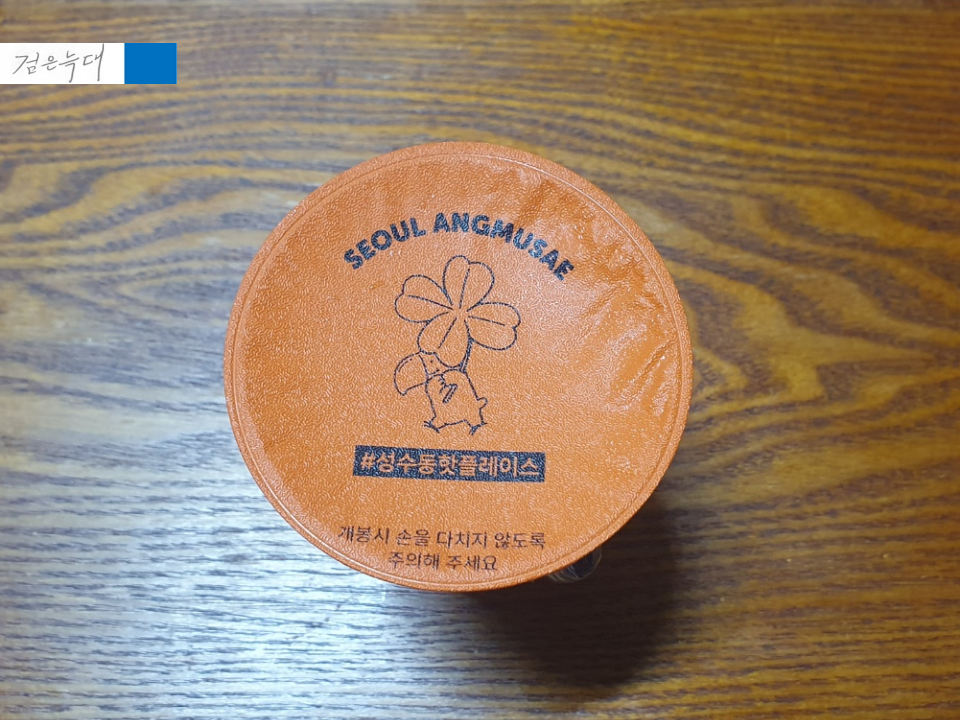 검은늑대
SEOUL ANGMUSAE
#성수동핫플레이스
개봉시 손을 다치지 않도록
주의해 주세요